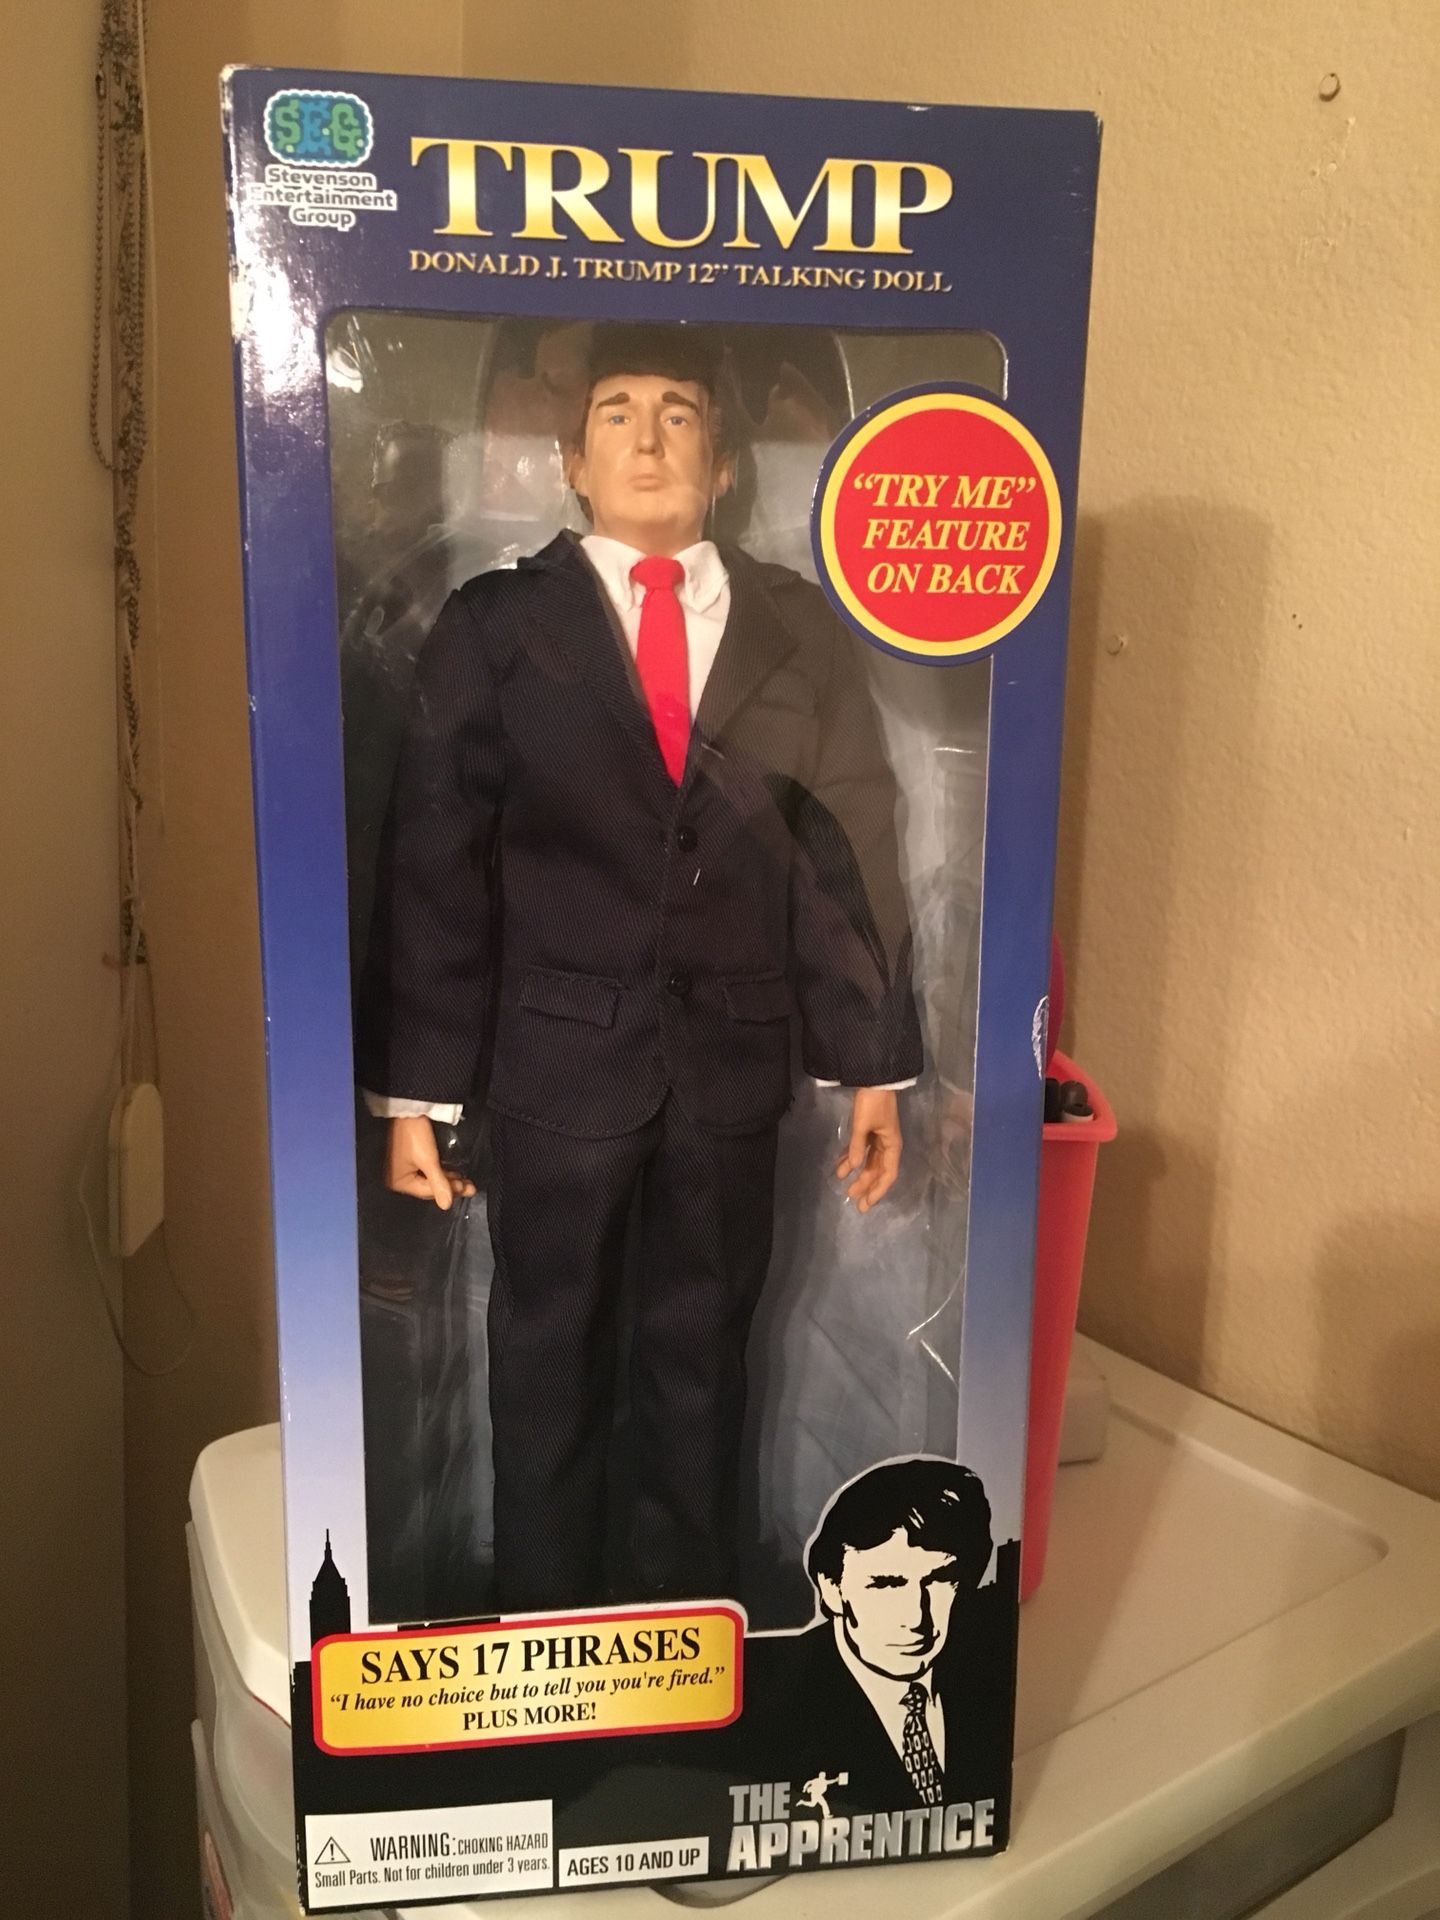 S.E.G.
Stevenson
Entertainment
Group
TRUMP
DONALD J. TRUMP 12" TALKING DOLL
“TRY ME”
FEATURE
ON BACK
SAYS 17 PHRASES
“I have no choice but to tell you you're fired.”
PLUS MORE!
THE
APPRENTICE
WARNING: CHOKING HAZARD
Small Parts. Not for children under 3 years.
AGES 10 AND UP